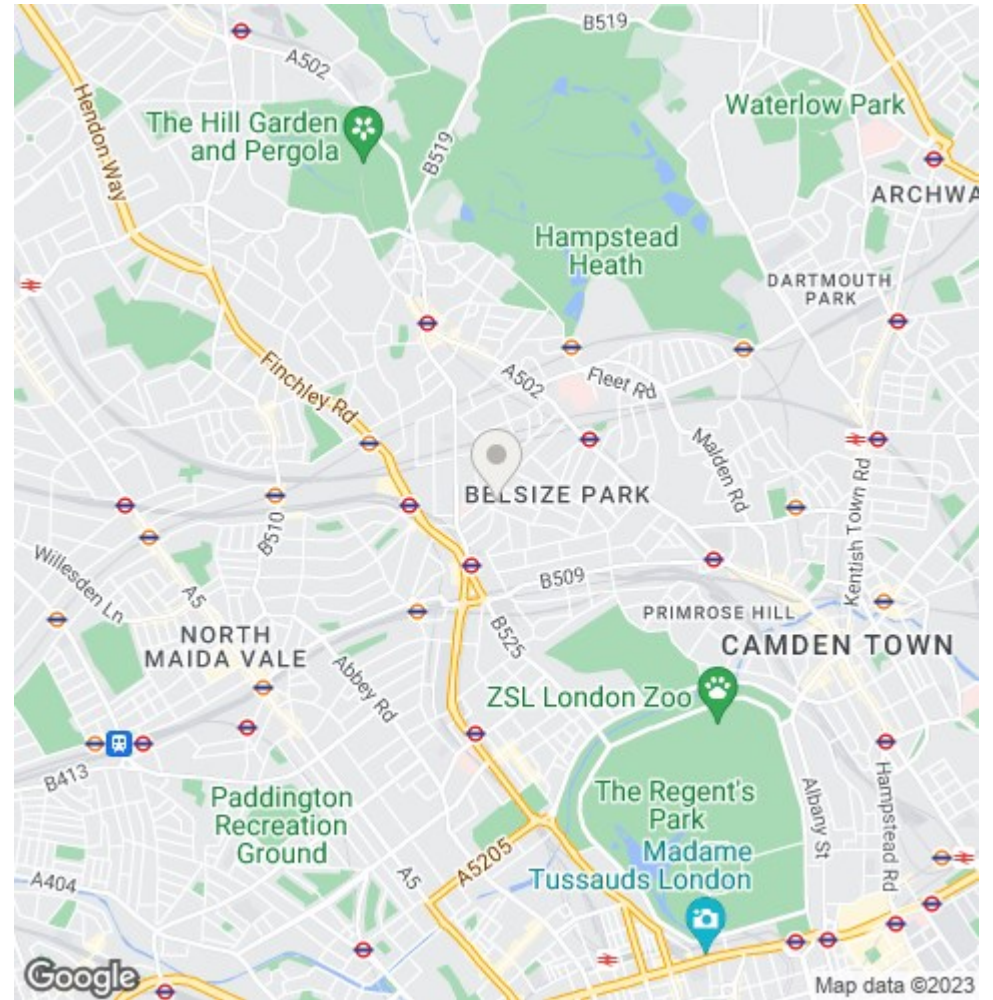 B519
A502
Hendon Way
The Hill Garden
and Pergola
B519
Waterlow Park
ARCHWA
Hampstead
Heath
DARTMOUTH
PARK
Finchley Rd
A502
Fleet Rd
Malden Rd
BELSIZE PARK
Kentish Town Rd
B510
Willesden Ln
A5
B509
NORTH
MAIDA VALE
Abbey Rd
B525
PRIMROSE HILL
CAMDEN TOWN
ZSL London Zoo
B413
Paddington
Recreation
Ground
The Regent's
Park
Albany St
Hampstead Rd
Madame
Tussauds London
A5205
A404
A5
Google
Map data ©2023